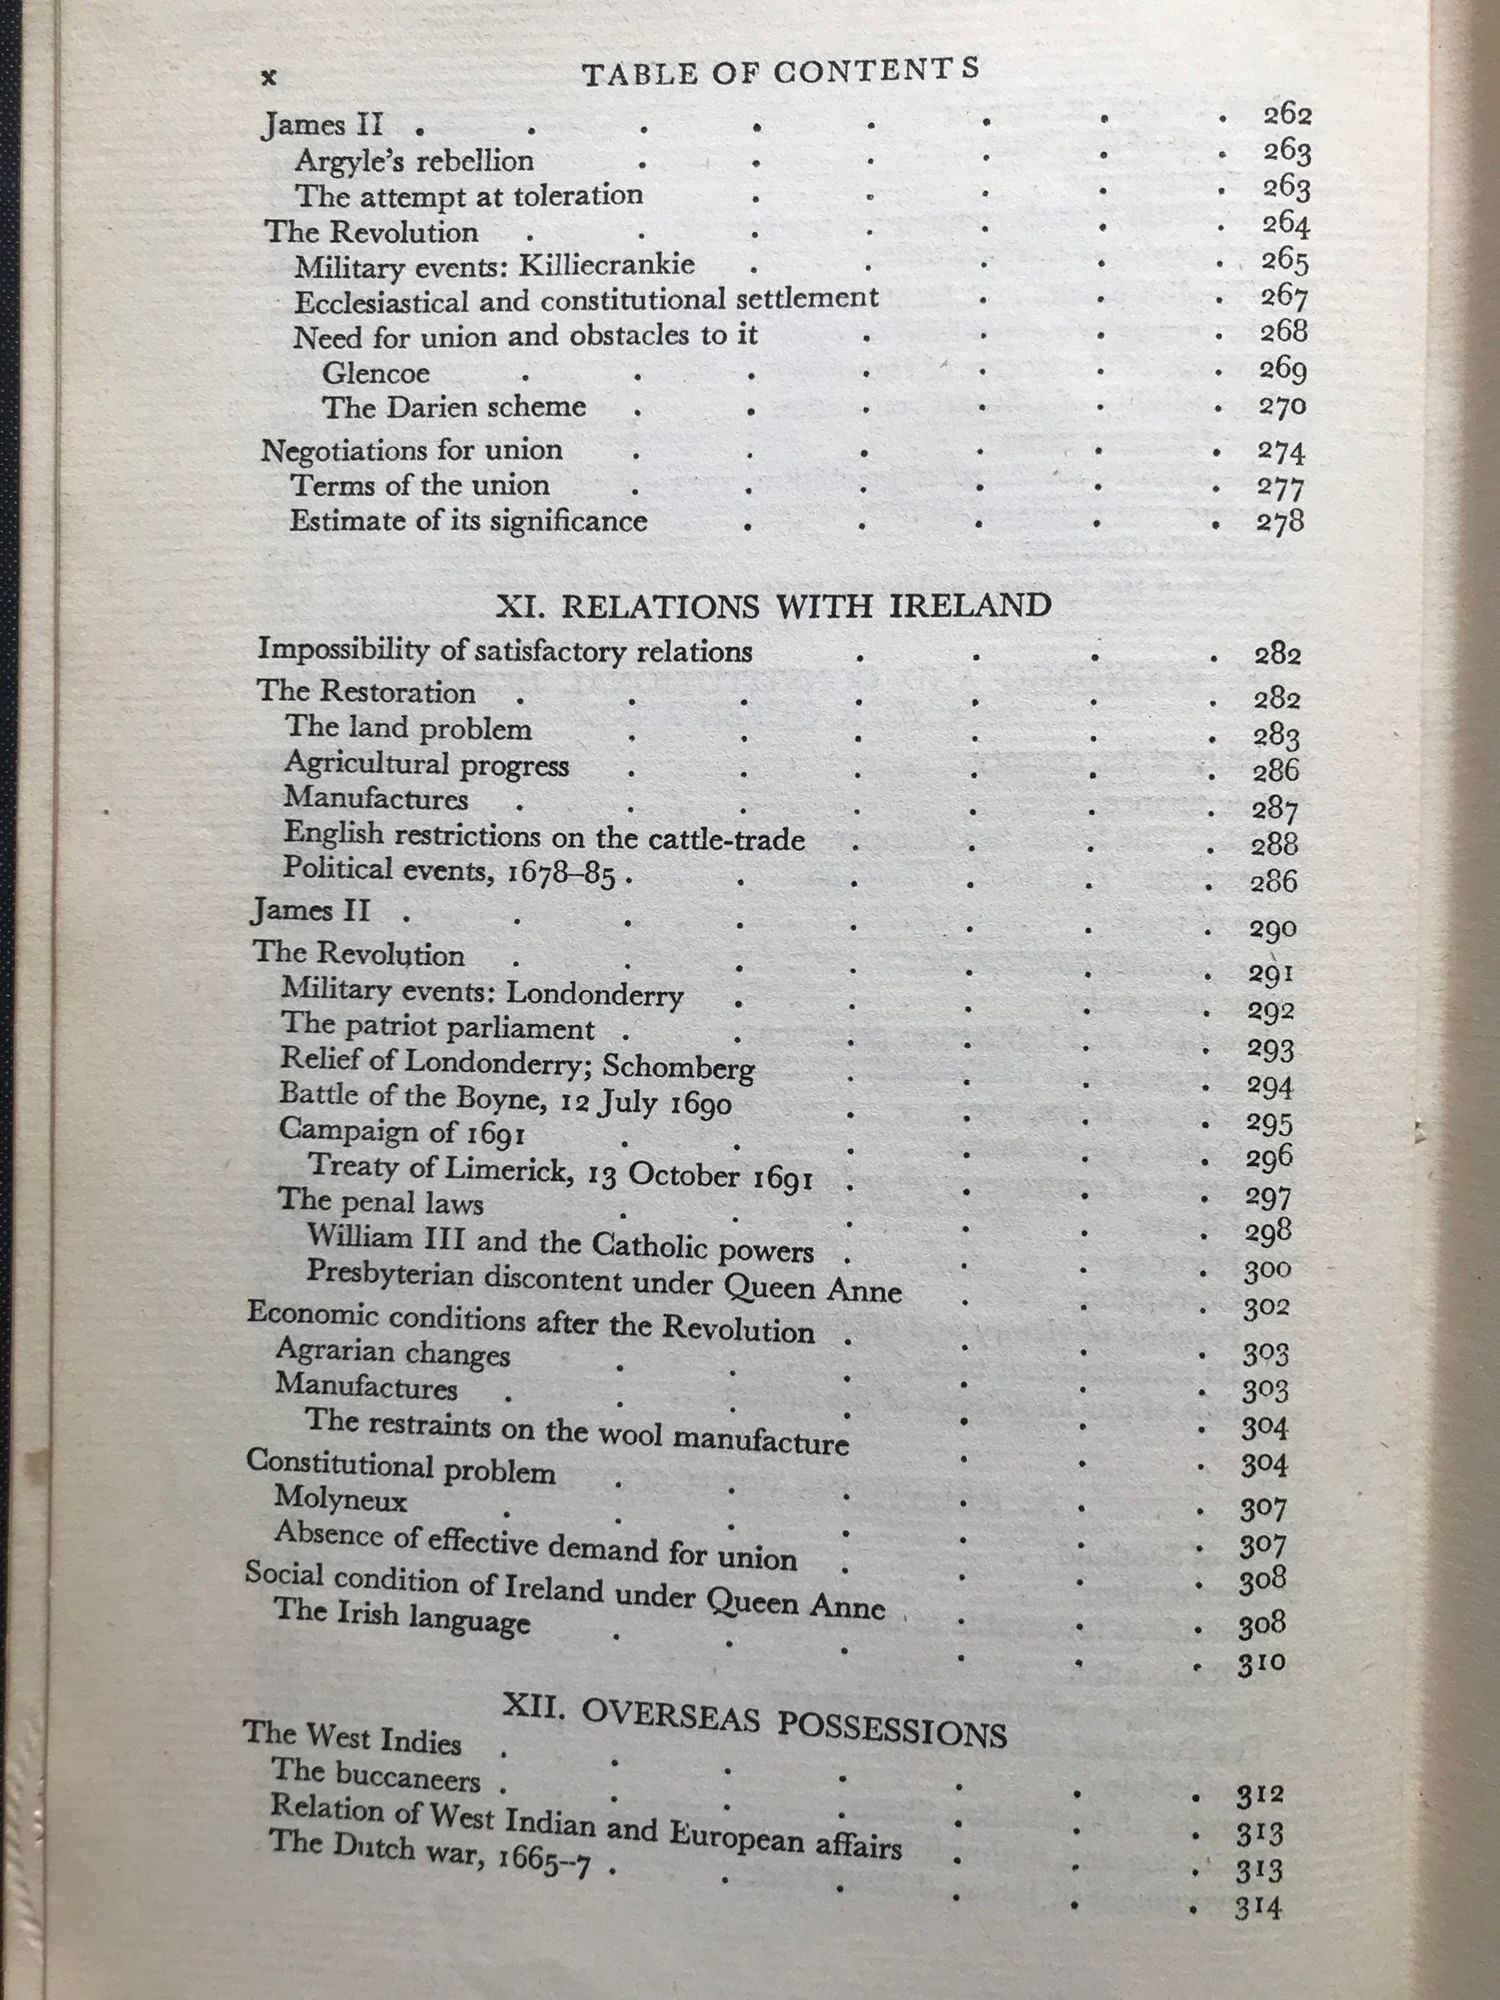 x TABLE OF CONTENTS
James II . . . . . . . . 262
Argyle's rebellion . . . . . . 263
The attempt at toleration . . . . . 263
The Revolution . . . . . . . 264
Military events: Killiecrankie . . . . . 265
Ecclesiastical and constitutional settlement . . . 267
Need for union and obstacles to it . . . . 268
Glencoe . . . . . . . 269
The Darien scheme . . . . . . 270
Negotiations for union . . . . . . 274
Terms of the union . . . . . . 277
Estimate of its significance . . . . . 278
XI. RELATIONS WITH IRELAND
Impossibility of satisfactory relations . . . . 282
The Restoration . . . . . . . 282
The land problem . . . . . . 283
Agricultural progress . . . . . . 286
Manufactures . . . . . . . 287
English restrictions on the cattle-trade . . . . 288
Political events, 1678–85 . . . . . . 286
James II . . . . . . . . 290
The Revolution . . . . . . . 291
Military events: Londonderry . . . . . 292
The patriot parliament . . . . . . 293
Relief of Londonderry; Schomberg . . . . 294
Battle of the Boyne, 12 July 1690 . . . . 295
Campaign of 1691 . . . . . . 296
Treaty of Limerick, 13 October 1691 . . . . 297
The penal laws . . . . . . 298
William III and the Catholic powers . . . . 300
Presbyterian discontent under Queen Anne . . . 302
Economic conditions after the Revolution . . . . 303
Agrarian changes . . . . . . 303
Manufactures . . . . . . . 304
The restraints on the wool manufacture . . . 304
Constitutional problem . . . . . . 307
Molyneux . . . . . . . 307
Absence of effective demand for union . . . . 308
Social condition of Ireland under Queen Anne . . . . 308
The Irish language . . . . . . 310
XII. OVERSEAS POSSESSIONS
The West Indies . . . . . . . 312
The buccaneers . . . . . . . 313
Relation of West Indian and European affairs . . . 313
The Dutch war, 1665–7 . . . . . . 314